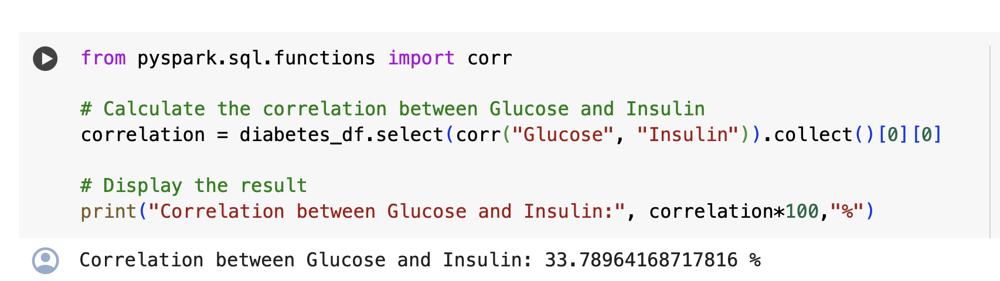 from pyspark.sql.functions import corr
# Calculate the correlation between Glucose and Insulin
correlation = diabetes_df.select(corr("Glucose", "Insulin")).collect()[0][0]
# Display the result
print("Correlation between Glucose and Insulin:", correlation*100,"%")
Correlation between Glucose and Insulin: 33.78964168717816 %